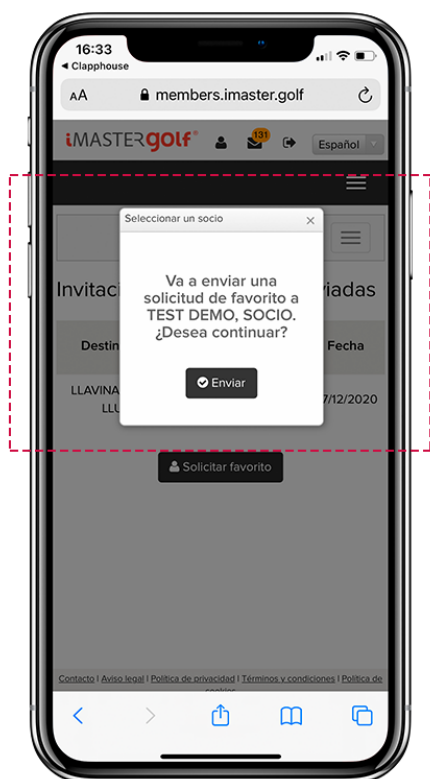 16:33
◀ Clapphouse
AA members.imaster.golf
iMASTERgolf® 131 Español
Seleccionar un socio ×
Invitaci iadas
Va a enviar una
solicitud de favorito a
TEST DEMO, SOCIO.
¿Desea continuar?
Destin Fecha
Enviar
LLAVINA 7/12/2020
LLU
Solicitar favorito
Contacto | Aviso legal | Política de privacidad | Términos y condiciones | Política de
cookies